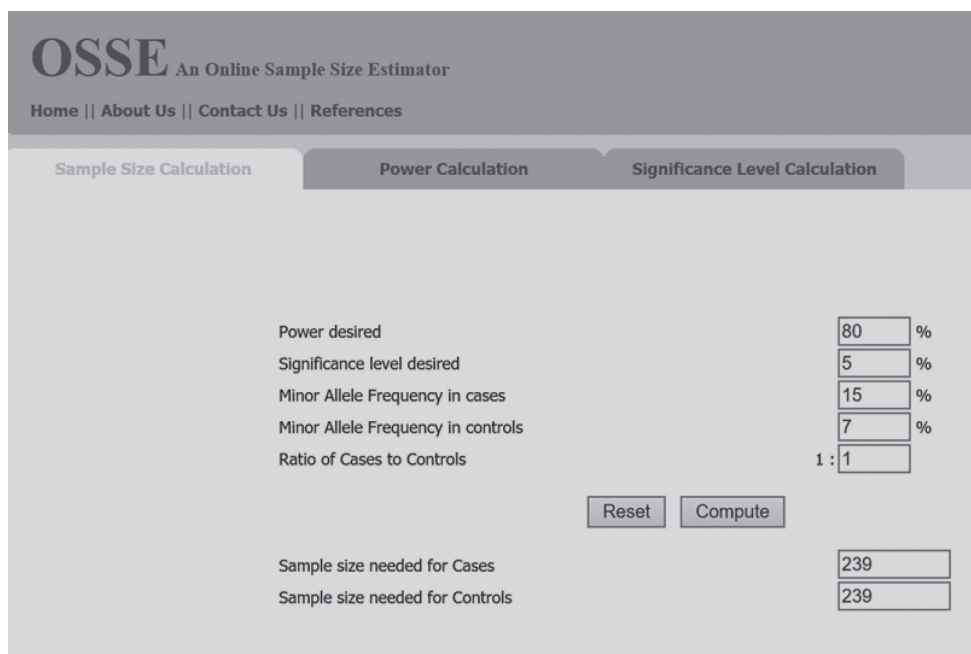 OSSE An Online Sample Size Estimator
Home || About Us || Contact Us || References
Sample Size Calculation Power Calculation Significance Level Calculation
Power desired 80 %
Significance level desired 5 %
Minor Allele Frequency in cases 15 %
Minor Allele Frequency in controls 7 %
Ratio of Cases to Controls 1 : 1
Reset Compute
Sample size needed for Cases 239
Sample size needed for Controls 239